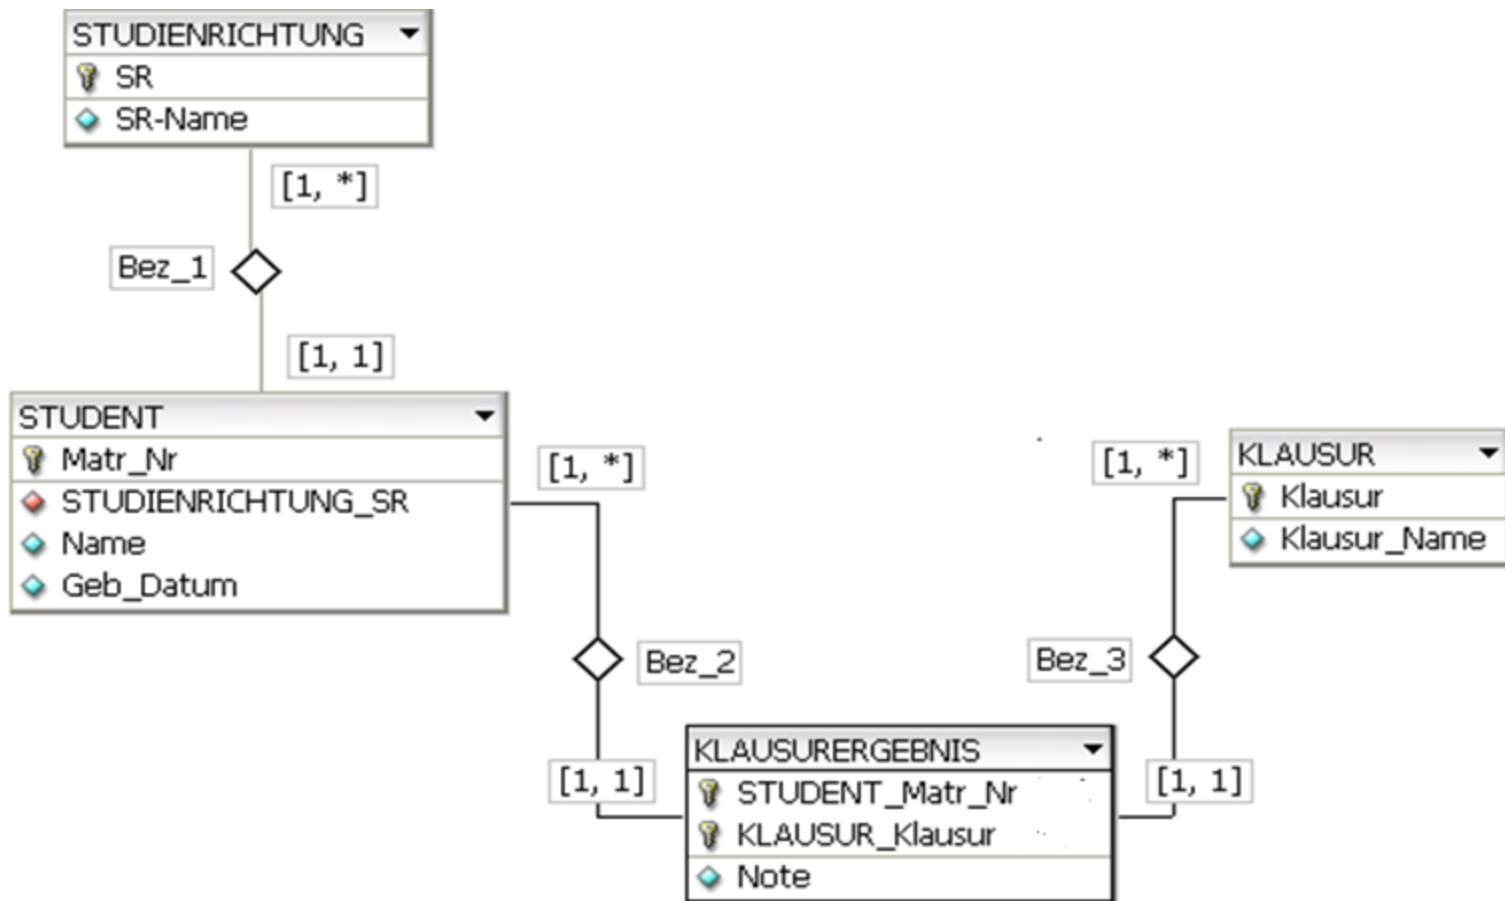 STUDIENRICHTUNG
SR
SR-Name
[1, *]
Bez_1
[1, 1]
STUDENT
Matr_Nr
STUDIENRICHTUNG_SR
Name
Geb_Datum
[1, *]
Bez_2
[1, 1]
[1, *]
KLAUSUR
Klausur
Klausur_Name
Bez_3
[1, 1]
KLAUSURERGEBNIS
STUDENT_Matr_Nr
KLAUSUR_Klausur
Note